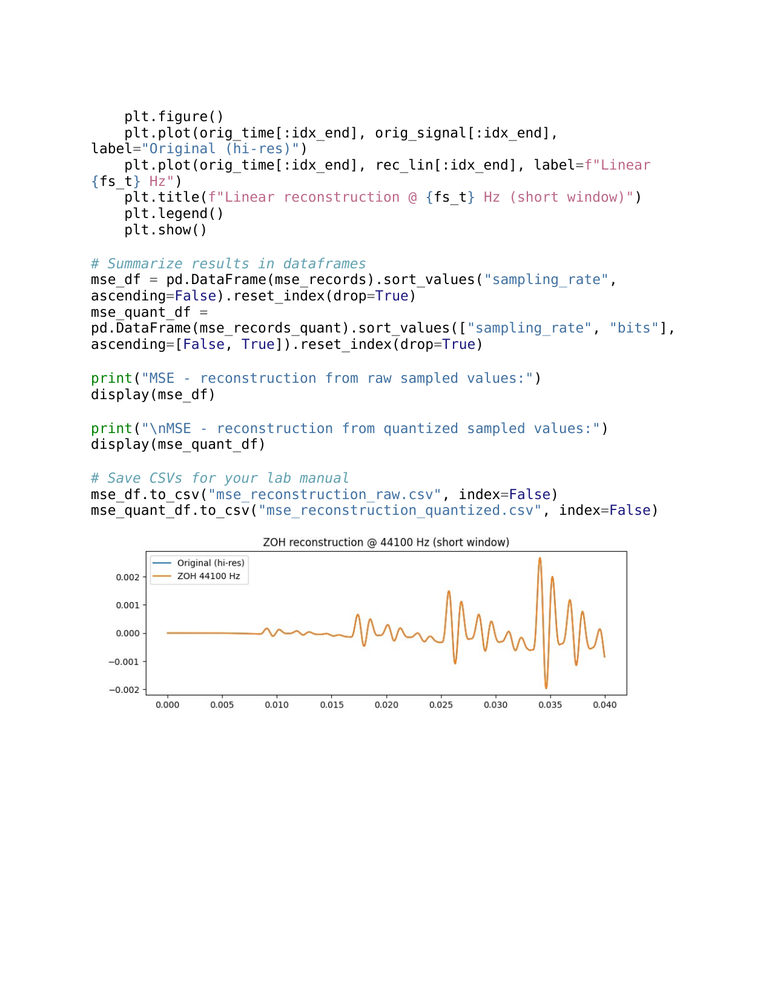 plt.figure()
    plt.plot(orig_time[:idx_end], orig_signal[:idx_end],
label="Original (hi-res)")
    plt.plot(orig_time[:idx_end], rec_lin[:idx_end], label=f"Linear
{fs_t} Hz")
    plt.title(f"Linear reconstruction @ {fs_t} Hz (short window)")
    plt.legend()
    plt.show()
# Summarize results in dataframes
mse_df = pd.DataFrame(mse_records).sort_values("sampling_rate",
ascending=False).reset_index(drop=True)
mse_quant_df =
pd.DataFrame(mse_records_quant).sort_values(["sampling_rate", "bits"],
ascending=[False, True]).reset_index(drop=True)
print("MSE - reconstruction from raw sampled values:")
display(mse_df)
print("\nMSE - reconstruction from quantized sampled values:")
display(mse_quant_df)
# Save CSVs for your lab manual
mse_df.to_csv("mse_reconstruction_raw.csv", index=False)
mse_quant_df.to_csv("mse_reconstruction_quantized.csv", index=False)
ZOH reconstruction @ 44100 Hz (short window)
Original (hi-res)
ZOH 44100 Hz
0.002
0.001
0.000
−0.001
−0.002
0.000 0.005 0.010 0.015 0.020 0.025 0.030 0.035 0.040